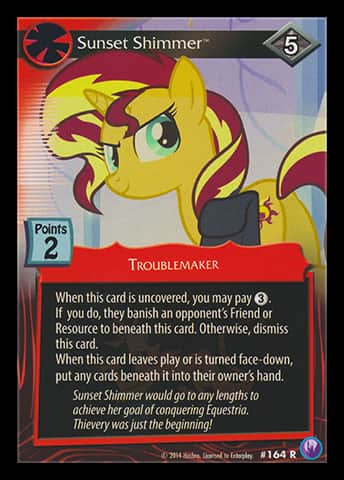 Sunset Shimmer™
5
Points
2
TROUBLEMAKER
When this card is uncovered, you may pay 3.
If you do, they banish an opponent's Friend or
Resource to beneath this card. Otherwise, dismiss
this card.
When this card leaves play or is turned face-down,
put any cards beneath it into their owner's hand.
Sunset Shimmer would go to any lengths to
achieve her goal of conquering Equestria.
Thievery was just the beginning!
© 2014 Hasbro. Licensed to Enterplay. #164 R